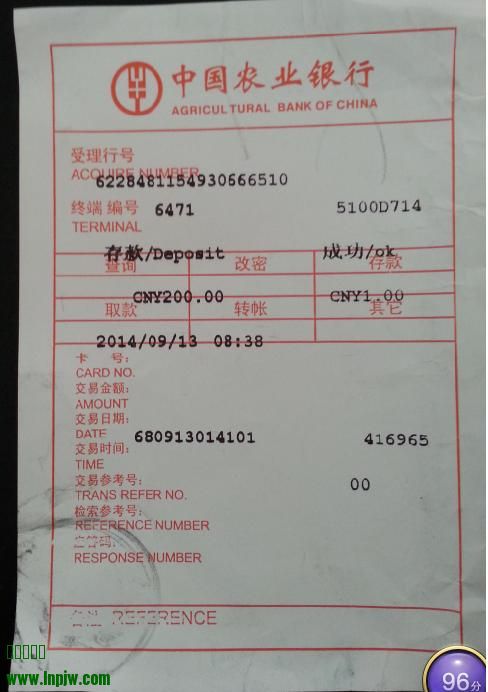 中国农业银行
AGRICULTURAL BANK OF CHINA
受理行号
ACQUIRE NUMBER
6228481154930666510
终端编号 6471 5100D714
TERMINAL
存款/Deposit 成功/ok
查询 改密 存款
CNY200.00 CNY1.00
取款 转帐 其它
2014/09/13 08:38
卡 号:
CARD NO.
交易金额:
AMOUNT
交易日期:
DATE 680913014101 416965
交易时间:
TIME
交易参考号: 00
TRANS REFER NO.
检索参考号:
REFERENCE NUMBER
应答码:
RESPONSE NUMBER
备注 REFERENCE
www.lnpjw.com
96分